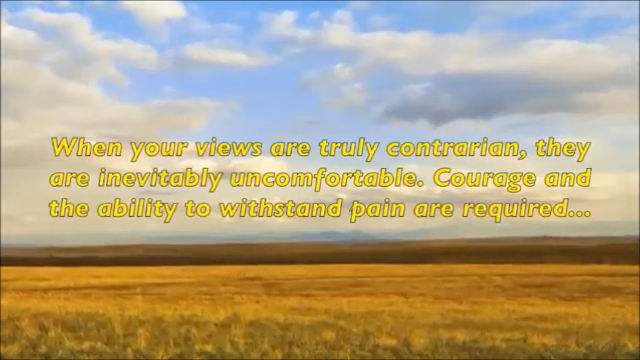 When your views are truly contrarian, they
are inevitably uncomfortable. Courage and
the ability to withstand pain are required...